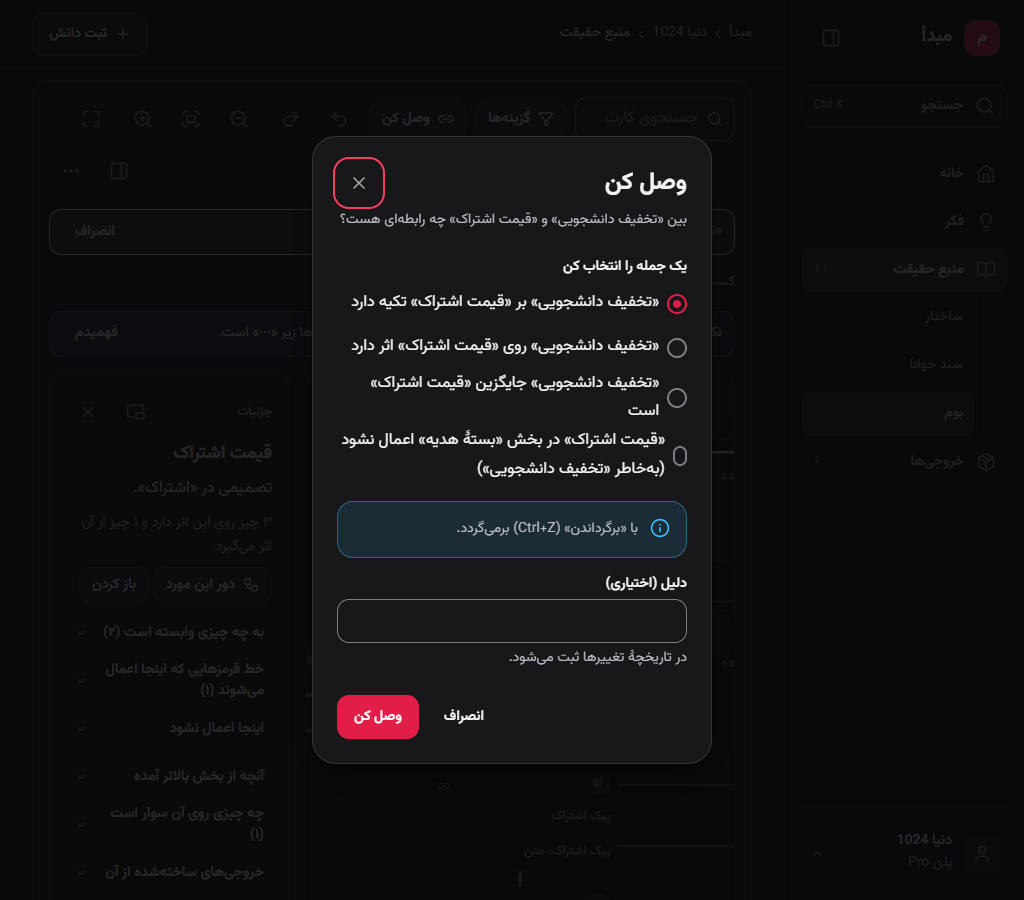 مبدأ
م
مبدأ › دنیا 1024 › منبع حقیقت
ثبت دانش
جستجو
Ctrl K
خانه
فکر
منبع حقیقت
۱۱
ساختار
سند خوانا
بوم
خروجی‌ها
دنیا 1024
پلن Pro
جستجوی کارت
گزینه‌ها
وصل کن
انصراف
ها زیر «···» است.
فهمیدم
وصل کن
بین «تخفیف دانشجویی» و «قیمت اشتراک» چه رابطه‌ای هست؟
یک جمله را انتخاب کن
«تخفیف دانشجویی» بر «قیمت اشتراک» تکیه دارد
«تخفیف دانشجویی» روی «قیمت اشتراک» اثر دارد
«تخفیف دانشجویی» جایگزین «قیمت اشتراک»
است
«قیمت اشتراک» در بخش «بستهٔ هدیه» اعمال نشود
(به‌خاطر «تخفیف دانشجویی»)
با «برگرداندن» (Ctrl+Z) برمی‌گردد.
دلیل (اختیاری)
در تاریخچهٔ تغییرها ثبت می‌شود.
انصراف
وصل کن
جزئیات
قیمت اشتراک
تصمیمی در «اشتراک».
۳ چیز روی این اثر دارد و ۱ چیز از آن
اثر می‌گیرد.
دور این مورد
باز کردن
به چه چیزی وابسته است (۲)
خط قرمزهایی که اینجا اعمال
می‌شوند (۱)
اینجا اعمال نشود
آنچه از بخش بالاتر آمده
چه چیزی روی آن سوار است
(۱)
خروجی‌های ساخته‌شده از آن
پیک اشتراک
پیک اشتراک: متن